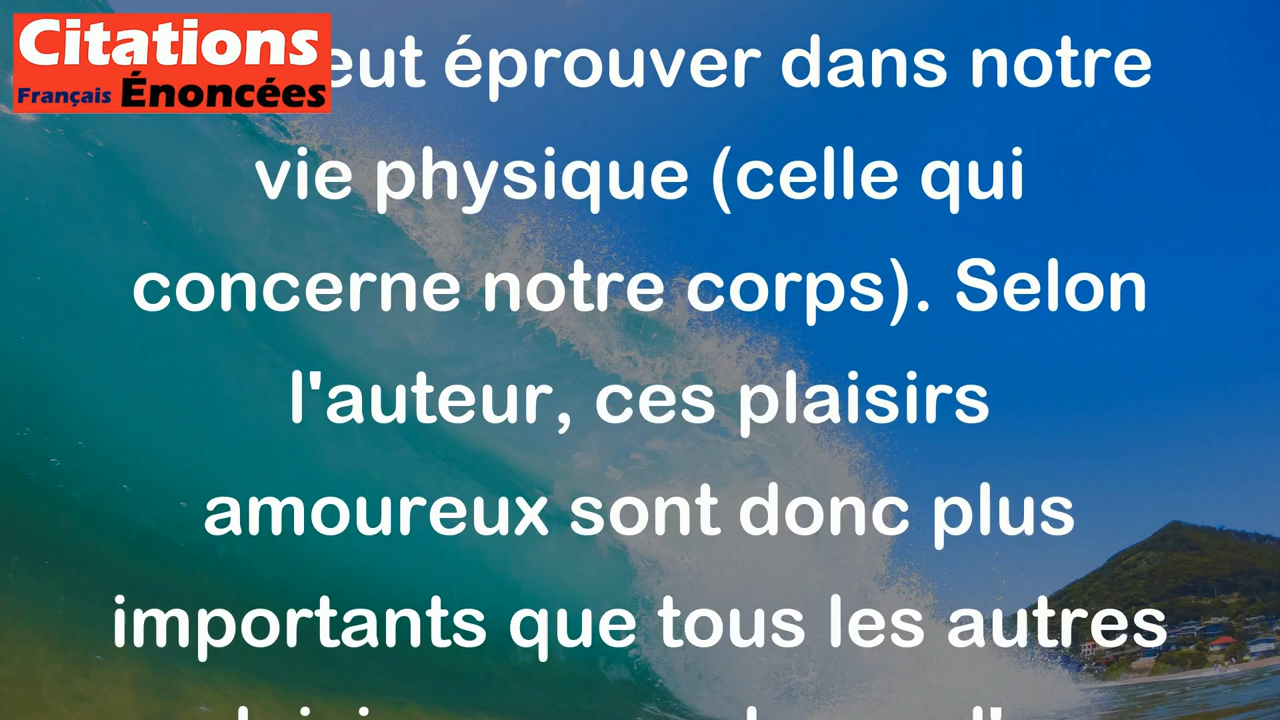 Citations
Français Énoncées
éprouver dans notre
vie physique (celle qui
concerne notre corps). Selon
l'auteur, ces plaisirs
amoureux sont donc plus
importants que tous les autres